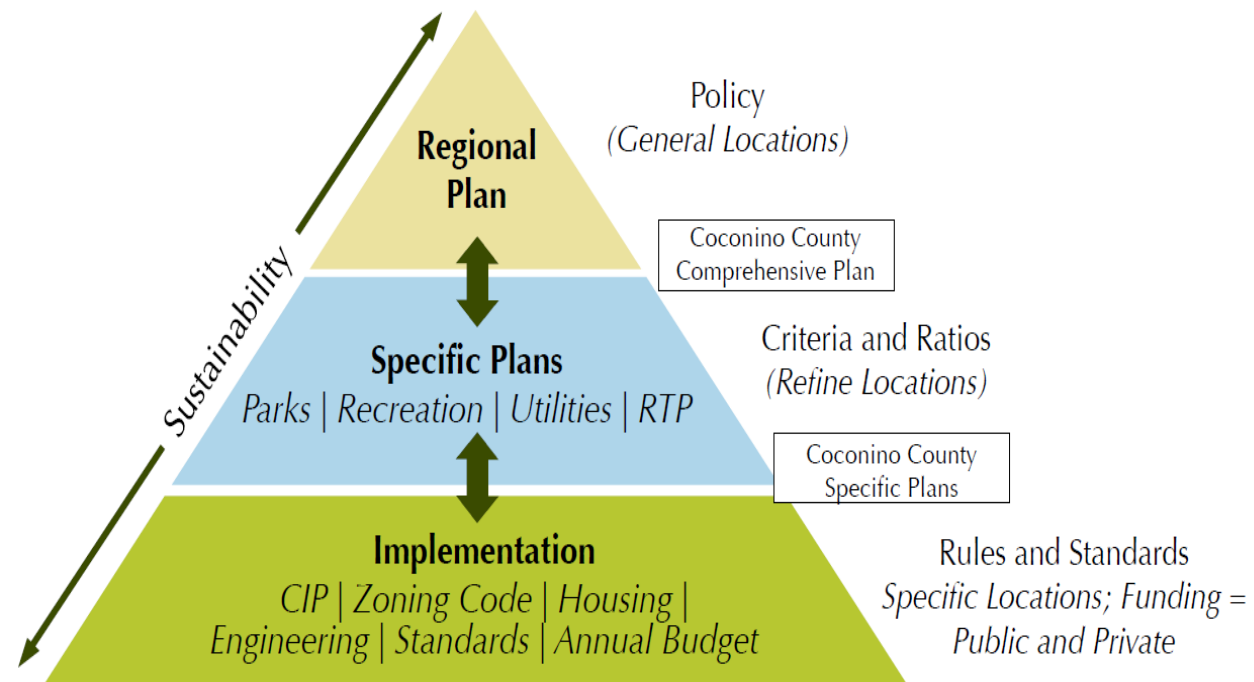 Policy
(General Locations)
Regional
Plan
Coconino County
Comprehensive Plan
Sustainability
Criteria and Ratios
(Refine Locations)
Specific Plans
Parks | Recreation | Utilities | RTP
Coconino County
Specific Plans
Implementation
CIP | Zoning Code | Housing |
Engineering | Standards | Annual Budget
Rules and Standards
Specific Locations; Funding =
Public and Private